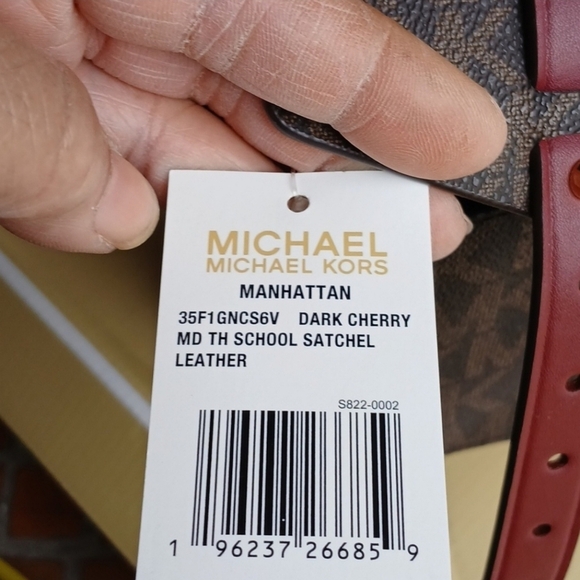 MICHAEL
MICHAEL KORS
MANHATTAN
35F1GNCS6V DARK CHERRY
MD TH SCHOOL SATCHEL
LEATHER
S822-0002
1 96237 26685 9